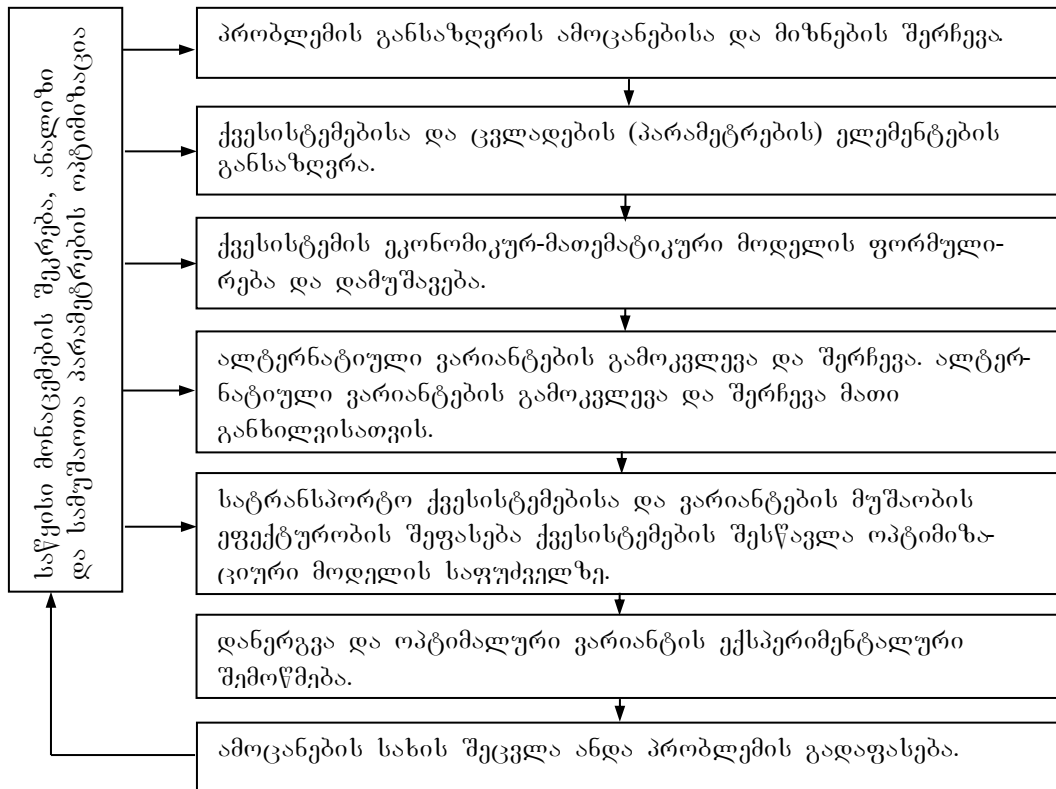 საწყისი მონაცემების შეკრება, ანალიზი
და სამუშაოთა პარამეტრების ოპტიმიზაცია
პრობლემის განსაზღვრის ამოცანებისა და მიზნების შერჩევა.
ქვესისტემებისა და ცვლადების (პარამეტრების) ელემენტების
განსაზღვრა.
ქვესისტემის ეკონომიკურ-მათემატიკური მოდელის ფორმული-
რება და დამუშავება.
ალტერნატიული ვარიანტების გამოკვლევა და შერჩევა. ალტერ-
ნატიული ვარიანტების გამოკვლევა და შერჩევა მათი
განხილვისათვის.
სატრანსპორტო ქვესისტემებისა და ვარიანტების მუშაობის
ეფექტურობის შეფასება ქვესისტემების შესწავლა ოპტიმიზა-
ციური მოდელის საფუძველზე.
დანერგვა და ოპტიმალური ვარიანტის ექსპერიმენტალური
შემოწმება.
ამოცანების სახის შეცვლა ანდა პრობლემის გადაფასება.